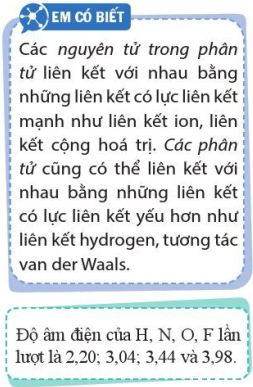 EM CÓ BIẾT
Các nguyên tử trong phân
tử liên kết với nhau bằng
những liên kết có lực liên kết
mạnh như liên kết ion, liên
kết cộng hoá trị. Các phân
tử cũng có thể liên kết với
nhau bằng những liên kết
có lực liên kết yếu hơn như
liên kết hydrogen, tương tác
van der Waals.
Độ âm điện của H, N, O, F lần
lượt là 2,20; 3,04; 3,44 và 3,98.